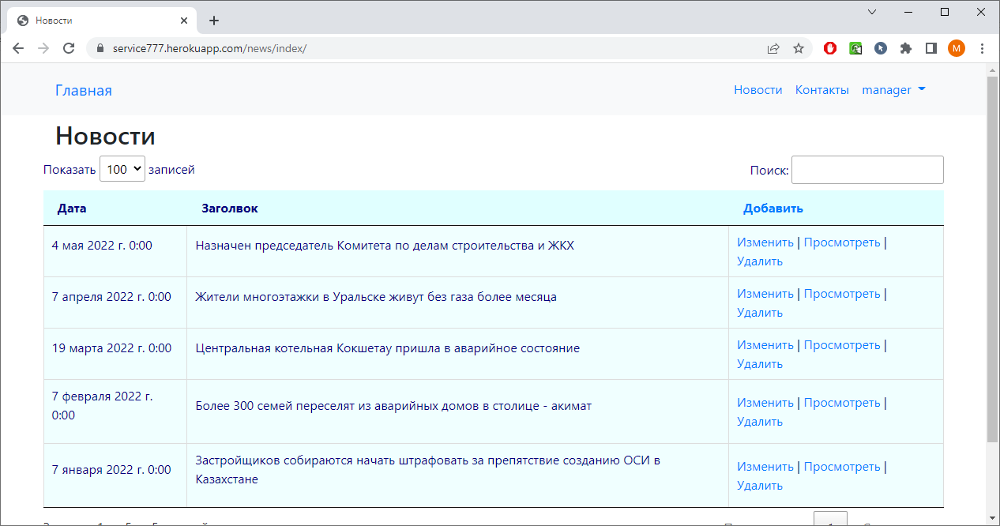 Новости
service777.herokuapp.com/news/index/
M
Главная
Новости Контакты manager
Новости
Показать 100 записей
Поиск:
Дата Заголвок Добавить
4 мая 2022 г. 0:00 Назначен председатель Комитета по делам строительства и ЖКХ Изменить | Просмотреть |
Удалить
7 апреля 2022 г. 0:00 Жители многоэтажки в Уральске живут без газа более месяца Изменить | Просмотреть |
Удалить
19 марта 2022 г. 0:00 Центральная котельная Кокшетау пришла в аварийное состояние Изменить | Просмотреть |
Удалить
7 февраля 2022 г.
0:00
Более 300 семей переселят из аварийных домов в столице - акимат
Изменить | Просмотреть |
Удалить
7 января 2022 г. 0:00
Застройщиков собираются начать штрафовать за препятствие созданию ОСИ в
Казахстане
Изменить | Просмотреть |
Удалить